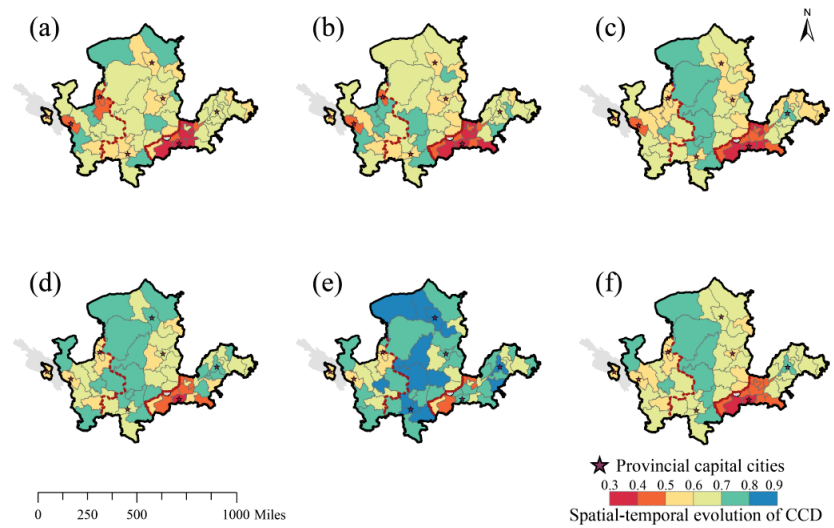 (a)
(b)
(c)
N
(d)
(e)
(f)
Provincial capital cities
0.3 0.4 0.5 0.6 0.7 0.8 0.9
Spatial-temporal evolution of CCD
0 250 500 1000 Miles